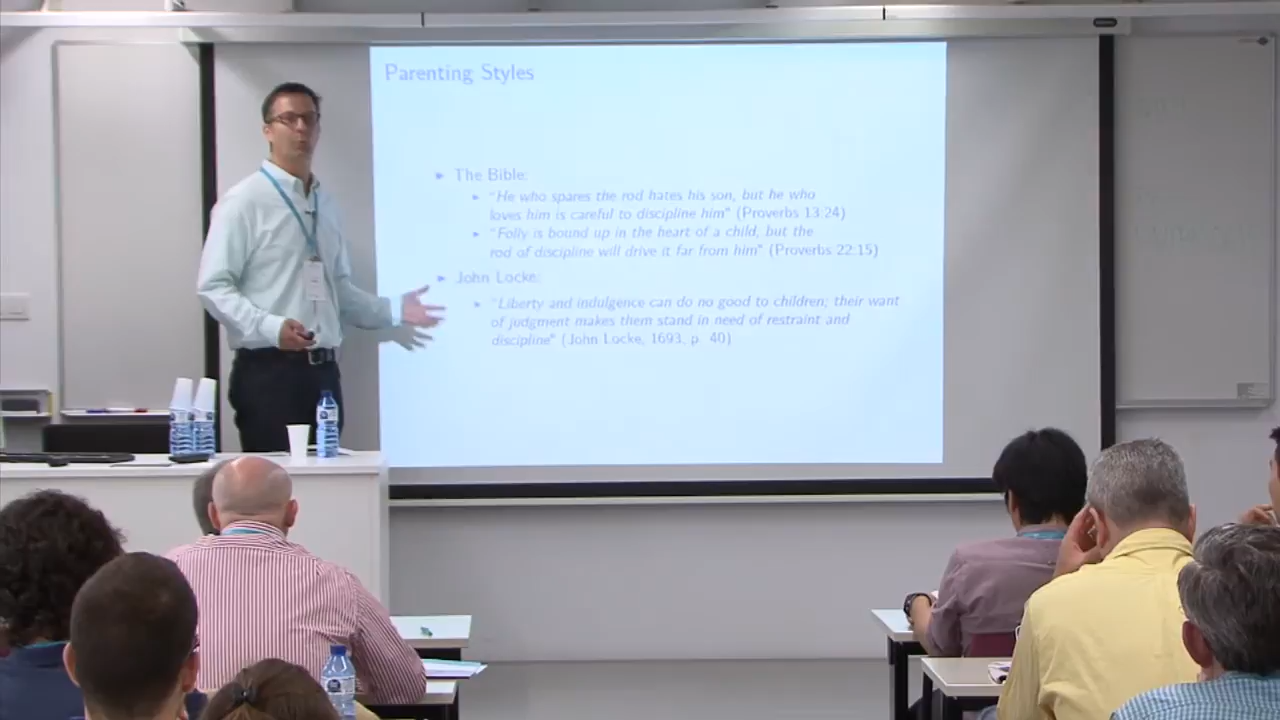 Parenting Styles
The Bible:
"He who spares the rod hates his son, but he who
loves him is careful to discipline him" (Proverbs 13:24)
"Folly is bound up in the heart of a child, but the
rod of discipline will drive it far from him" (Proverbs 22:15)
John Locke:
"Liberty and indulgence can do no good to children; their want
of judgment makes them stand in need of restraint and
discipline" (John Locke, 1693, p. 40)